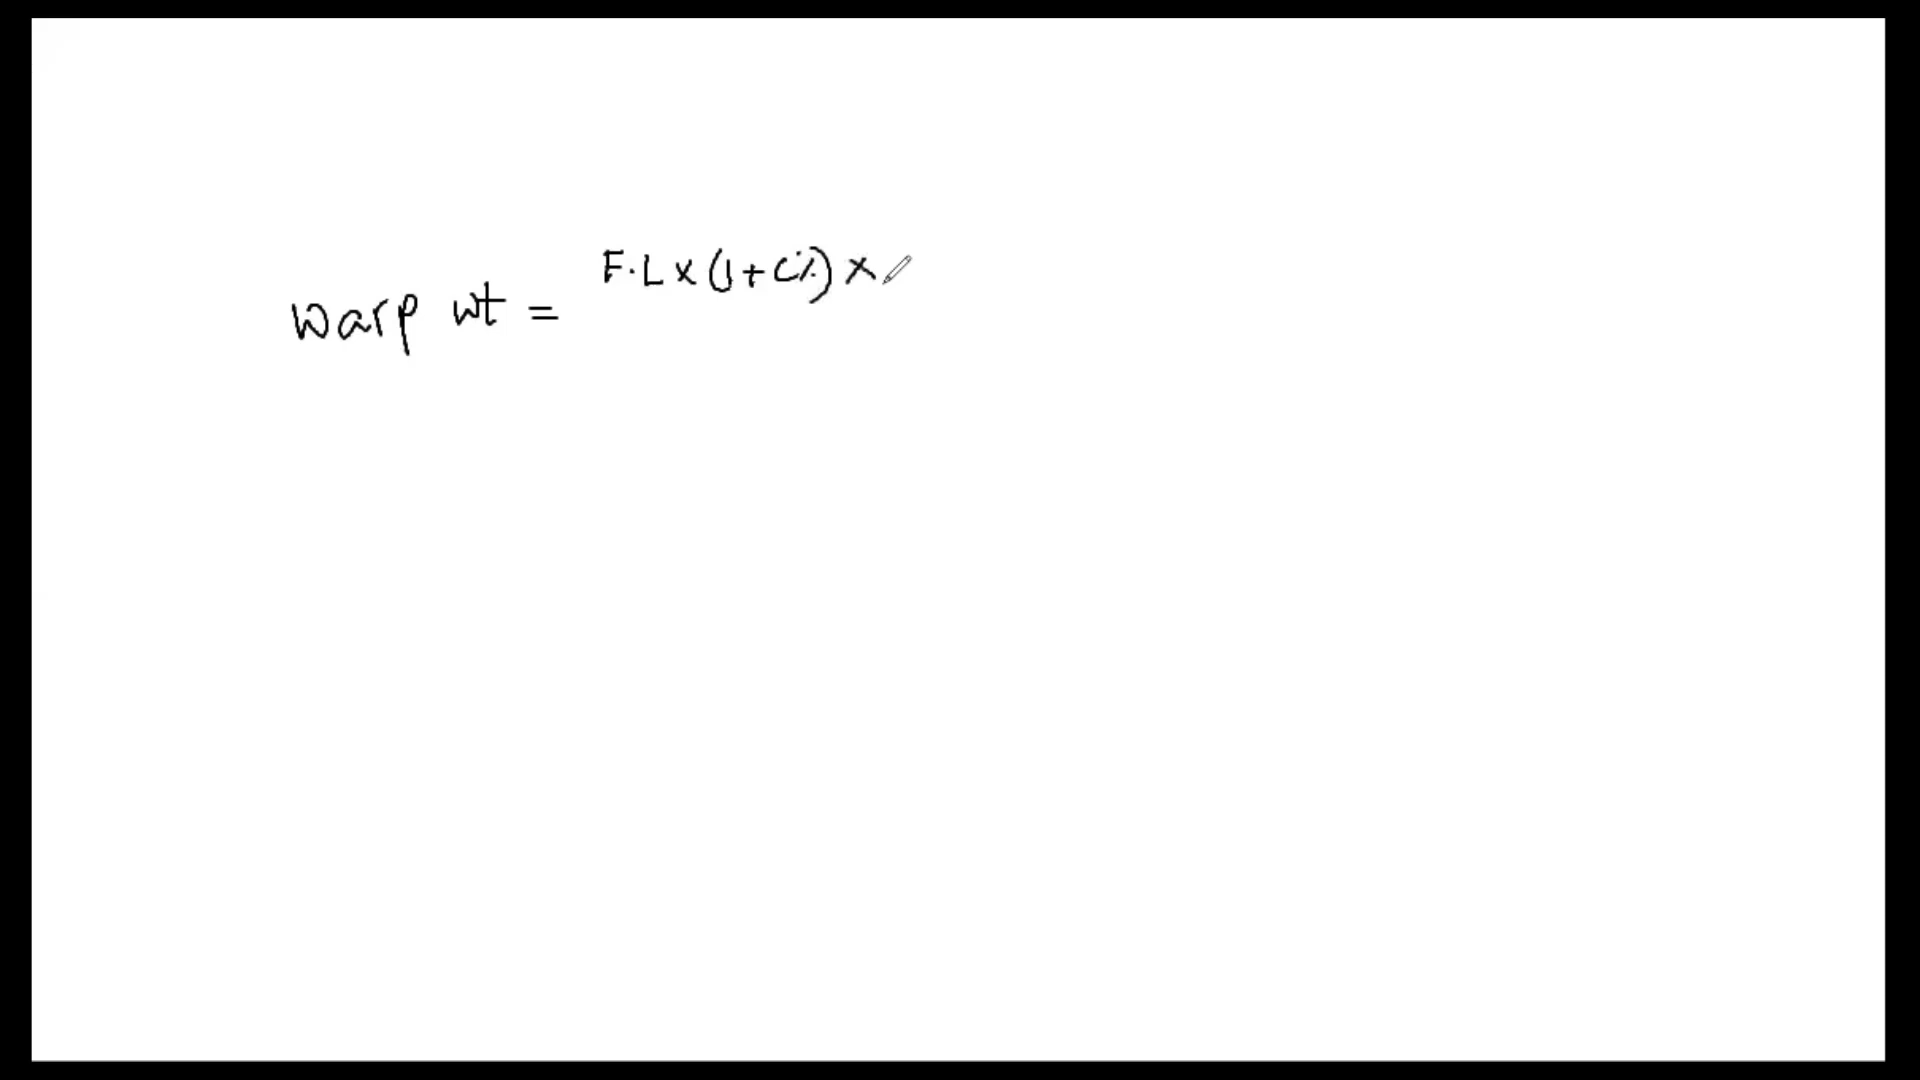 Warp wt = F.L x (1+C%) x